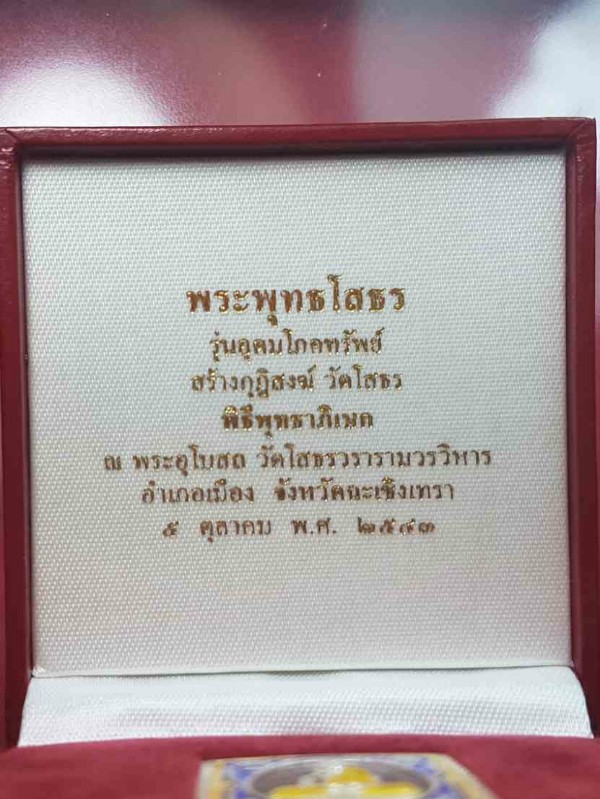 พระพุทธโสธร
รุ่นอุดมโภคทรัพย์
สร้างกุฏิสงฆ์ วัดโสธร
พิธีพุทธาภิเษก
ณ พระอุโบสถ วัดโสธรวรารามวรวิหาร
อำเภอเมือง จังหวัดฉะเชิงเทรา
๕ ตุลาคม พ.ศ. ๒๕๔๓